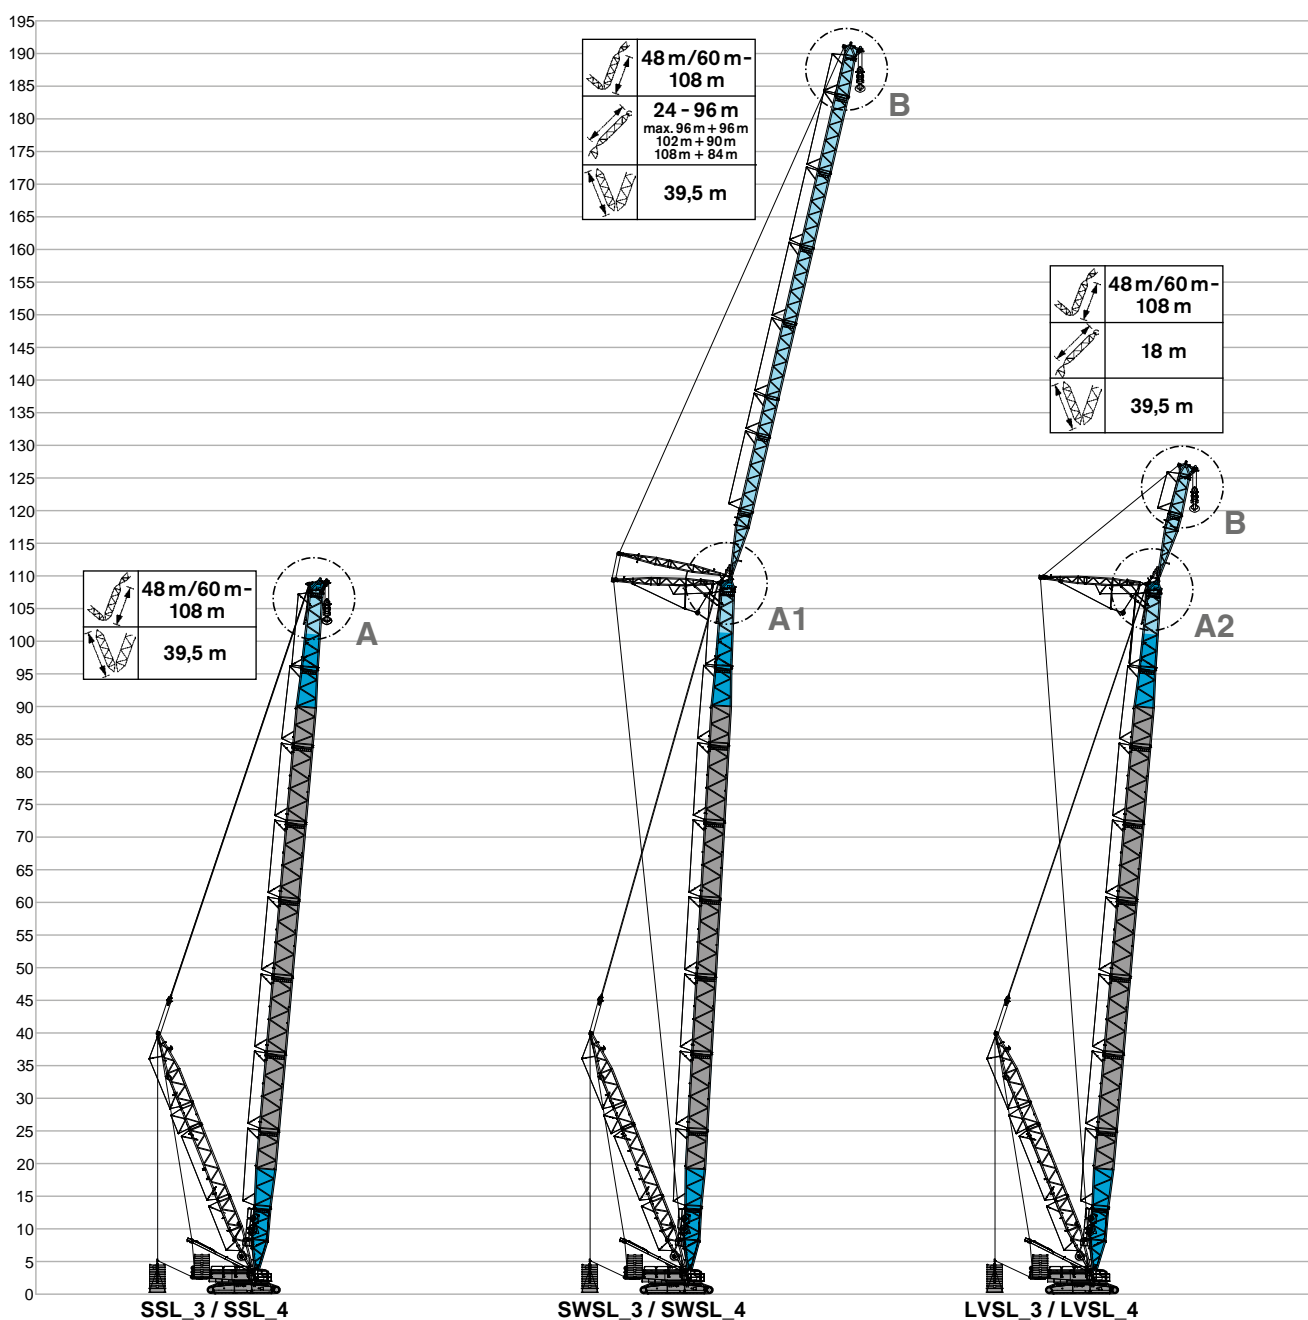 195
190
185
180
175
170
165
160
155
150
145
140
135
130
125
120
115
110
105
100
95
90
85
80
75
70
65
60
55
50
45
40
35
30
25
20
15
10
5
0
48 m/60 m-
108 m
39,5 m
A
SSL_3 / SSL_4
48 m/60 m-
108 m
24 - 96 m
max. 96 m + 96 m
102 m + 90 m
108 m + 84 m
39,5 m
B
A1
SWSL_3 / SWSL_4
48 m/60 m-
108 m
18 m
39,5 m
B
A2
LVSL_3 / LVSL_4